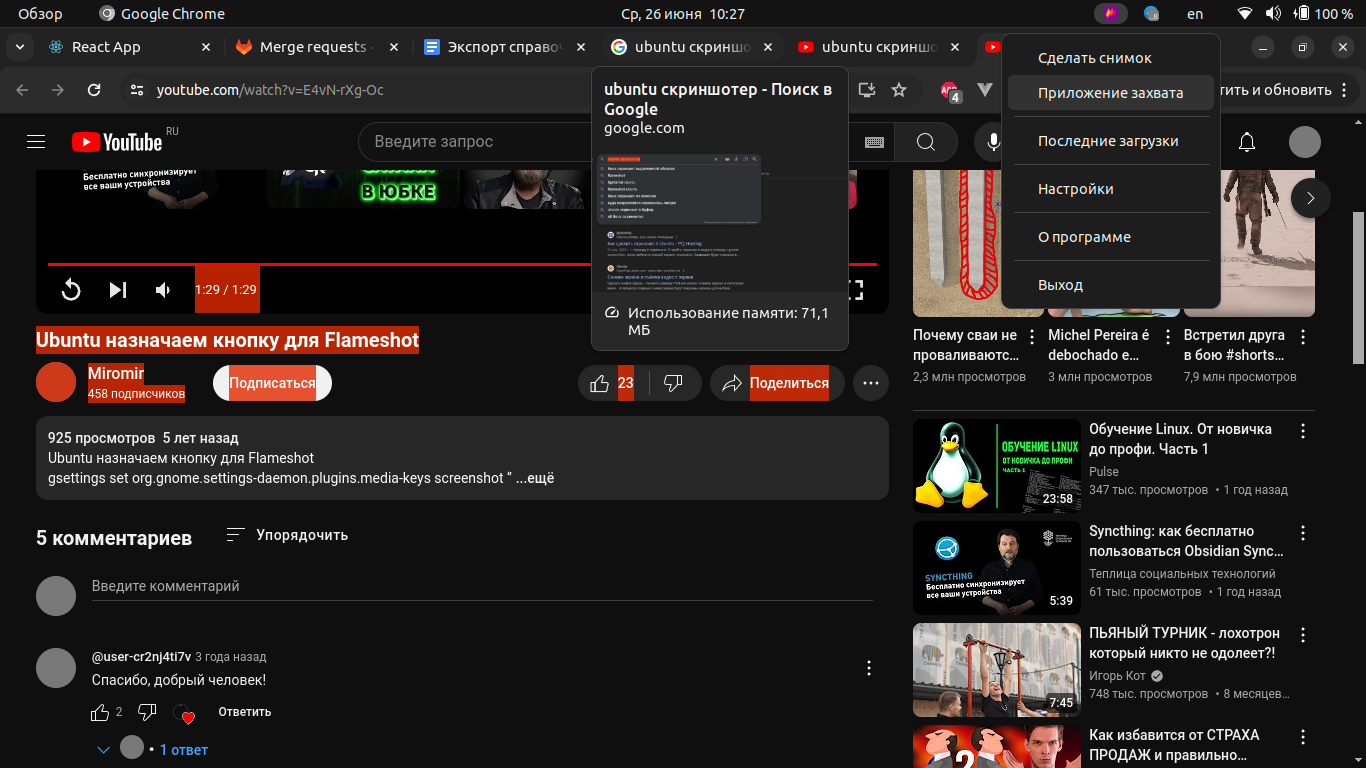 Обзор
Google Chrome
Ср, 26 июня 10:27
en
100 %
React App
Merge requests
Экспорт справоч
ubuntu скриншо
ubuntu скриншо
youtube.com/watch?v=E4vN-rXg-Oc
4
тить и обновить
Сделать снимок
Приложение захвата
Последние загрузки
Настройки
О программе
Выход
ubuntu скриншотер - Поиск в
Google
google.com
Использование памяти: 71,1
МБ
YouTube
RU
Введите запрос
Бесплатно синхронизирует
все ваши устройства
В ЮБКЕ
1:29 / 1:29
Ubuntu назначаем кнопку для Flameshot
Miromir
458 подписчиков
Подписаться
23
Поделиться
925 просмотров 5 лет назад
Ubuntu назначаем кнопку для Flameshot
gsettings set org.gnome.settings-daemon.plugins.media-keys screenshot '' ...ещё
5 комментариев
Упорядочить
Введите комментарий
@user-cr2nj4ti7v 3 года назад
Спасибо, добрый человек!
2
Ответить
• 1 ответ
Почему сваи не
проваливаютс...
2,3 млн просмотров
Michel Pereira é
debochado e...
3 млн просмотров
Встретил друга
в бою #shorts...
7,9 млн просмотров
ОБУЧЕНИЕ LINUX
ОТ НОВИЧКА ДО ПРОФИ
ЧАСТЬ 1
23:58
Обучение Linux. От новичка
до профи. Часть 1
Pulse
347 тыс. просмотров • 1 год назад
SYNCTHING
Бесплатно синхронизирует
все ваши устройства
5:39
Syncthing: как бесплатно
пользоваться Obsidian Sync...
Теплица социальных технологий
61 тыс. просмотров • 1 год назад
7:45
ПЬЯНЫЙ ТУРНИК - лохотрон
который никто не одолеет?!
Игорь Кот
748 тыс. просмотров • 8 месяцев...
?
Как избавится от СТРАХА
ПРОДАЖ и правильно...